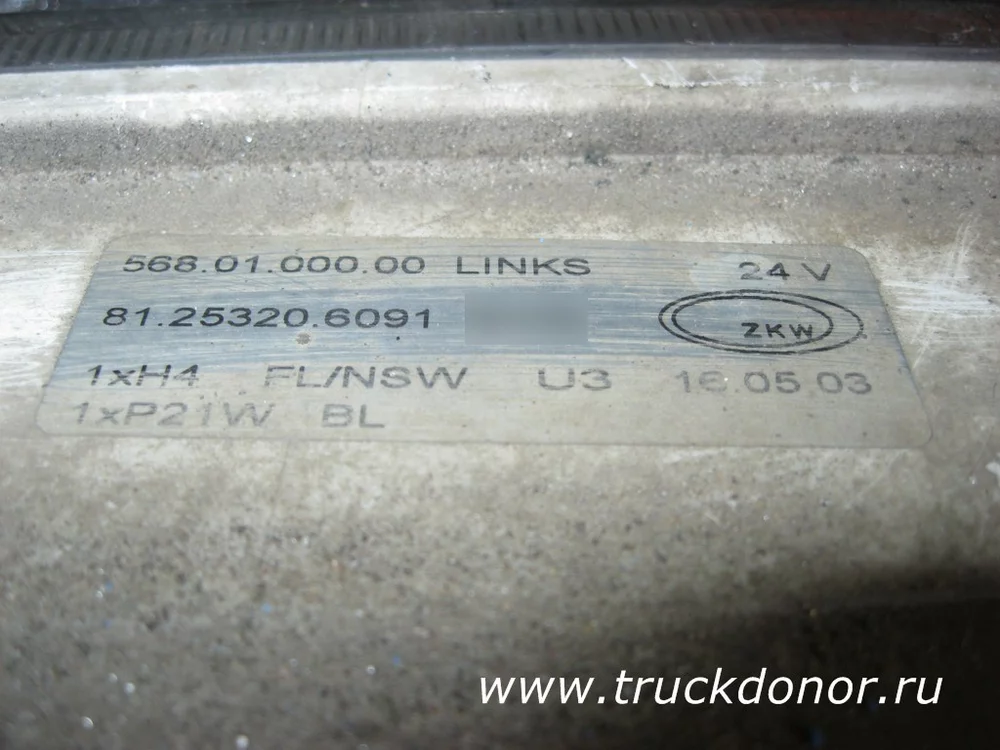 568.01.000.00 LINKS 24 V
81.25320.6091 ZKW
1xH4 FL/NSW U3 16.05.03
1xP21W BL
www.truckdonor.ru